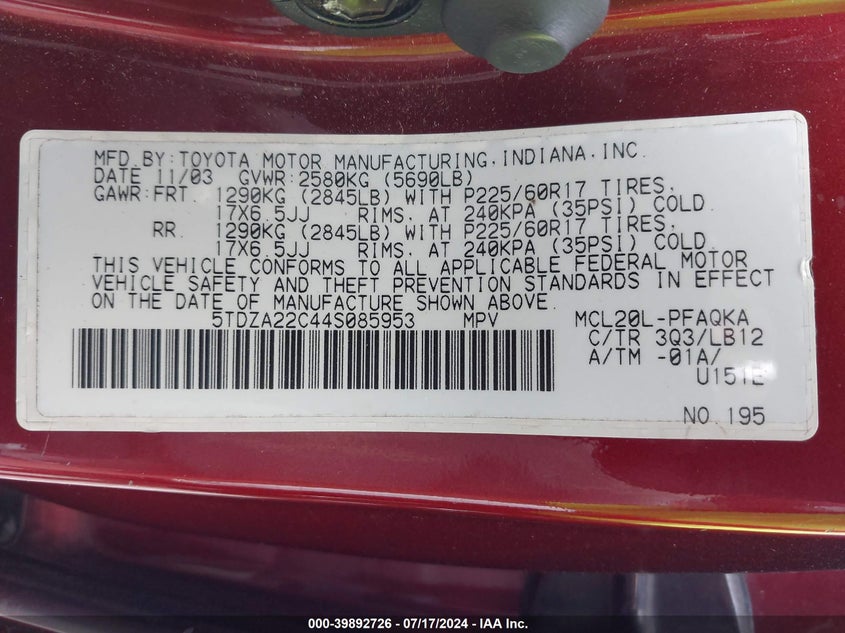 MFD.BY:TOYOTA MOTOR MANUFACTURING,INDIANA,INC.
DATE 11/03 GVWR:2580KG (5690LB)
GAWR:FRT. 1290KG (2845LB) WITH P225/60R17 TIRES,
17X6.5JJ RIMS, AT 240KPA (35PSI) COLD.
RR. 1290KG (2845LB) WITH P225/60R17 TIRES,
17X6.5JJ RIMS, AT 240KPA (35PSI) COLD.
THIS VEHICLE CONFORMS TO ALL APPLICABLE FEDERAL MOTOR
VEHICLE SAFETY AND THEFT PREVENTION STANDARDS IN EFFECT
ON THE DATE OF MANUFACTURE SHOWN ABOVE.
5TDZA22C44S085953 MPV MCL20L-PFAQKA
C/TR 3Q3/LB12
A/TM -01A/
U151E
NO.195
000-39892726 - 07/17/2024 - IAA Inc.